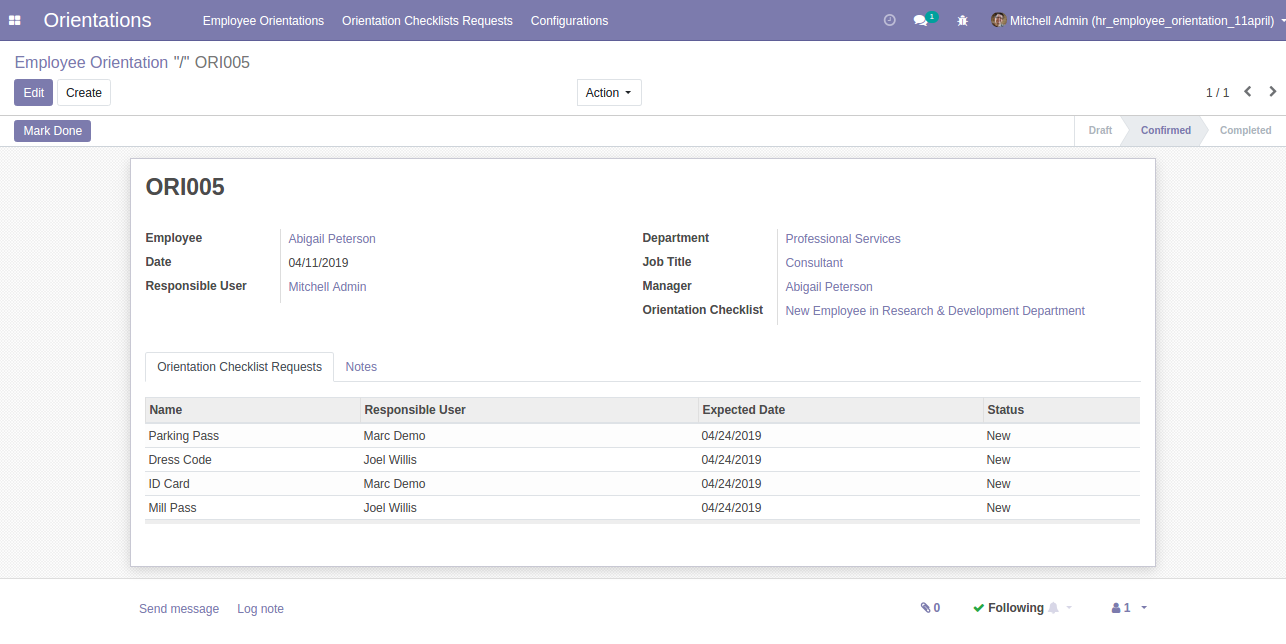 Orientations Employee Orientations Orientation Checklists Requests Configurations 1 Mitchell Admin (hr_employee_orientation_11april)
Employee Orientation "/" ORI005
Edit Create Action 1 / 1
Mark Done Draft Confirmed Completed
ORI005
Employee Abigail Peterson Department Professional Services
Date 04/11/2019 Job Title Consultant
Responsible User Mitchell Admin Manager Abigail Peterson
Orientation Checklist New Employee in Research & Development Department
Orientation Checklist Requests Notes
Name Responsible User Expected Date Status
Parking Pass Marc Demo 04/24/2019 New
Dress Code Joel Willis 04/24/2019 New
ID Card Marc Demo 04/24/2019 New
Mill Pass Joel Willis 04/24/2019 New
Send message Log note 0 Following 1